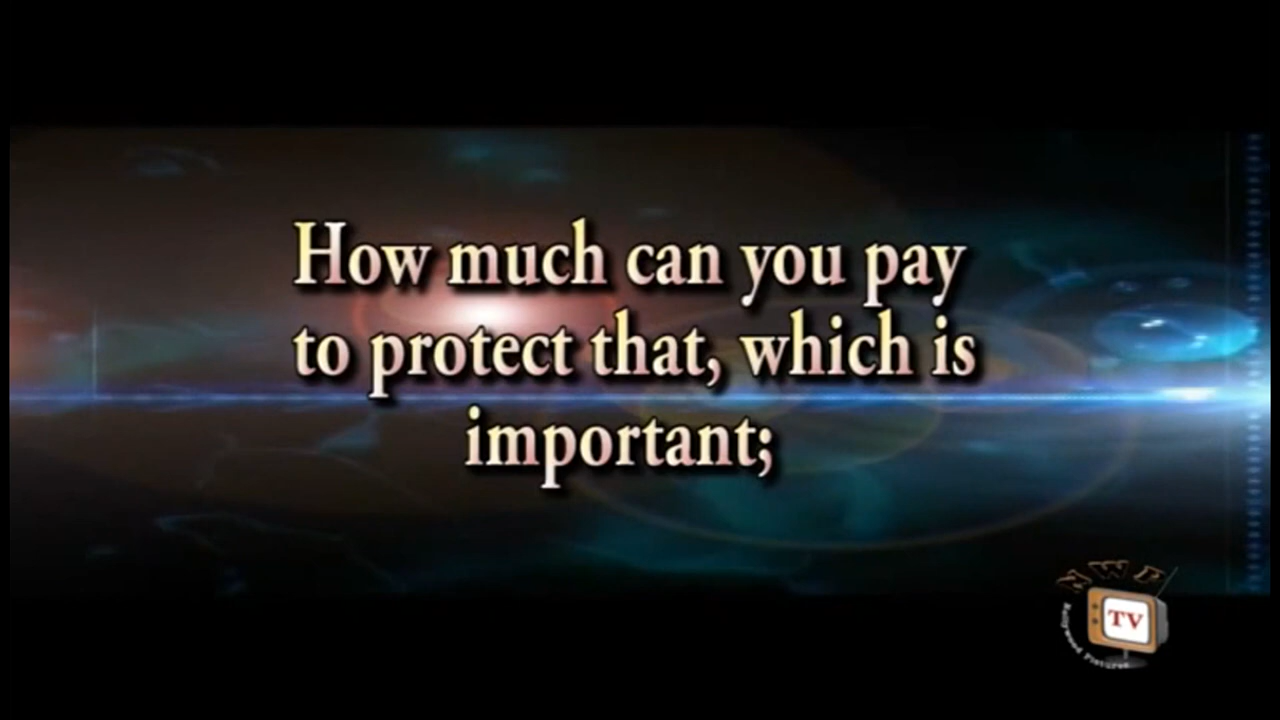 How much can you pay
to protect that, which is
important;
TV